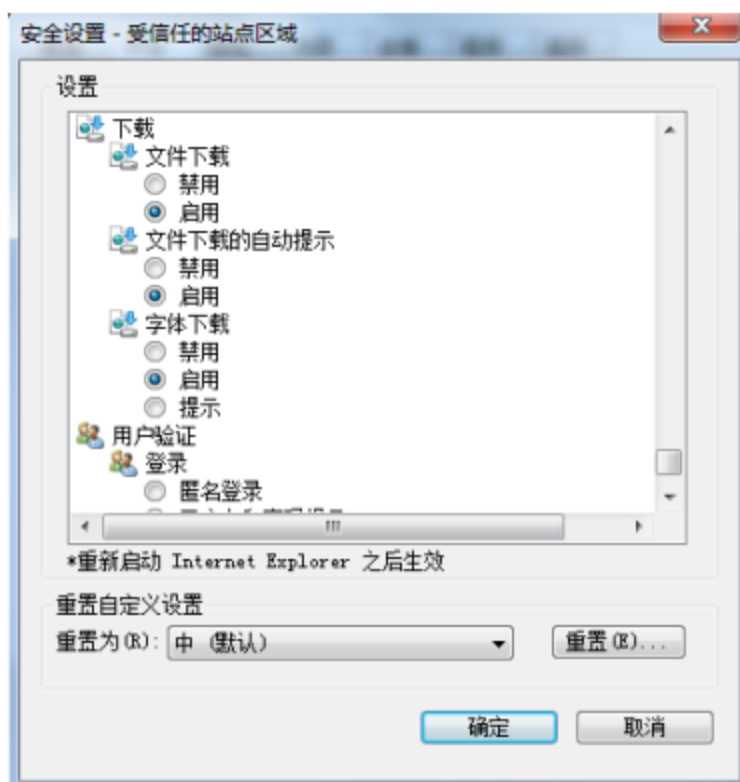 安全设置 - 受信任的站点区域
设置
下载
文件下载
禁用
启用
文件下载的自动提示
禁用
启用
字体下载
禁用
启用
提示
用户验证
登录
匿名登录
*重新启动 Internet Explorer 之后生效
重置自定义设置
重置为(R): 中 (默认) 重置(E)...
确定 取消